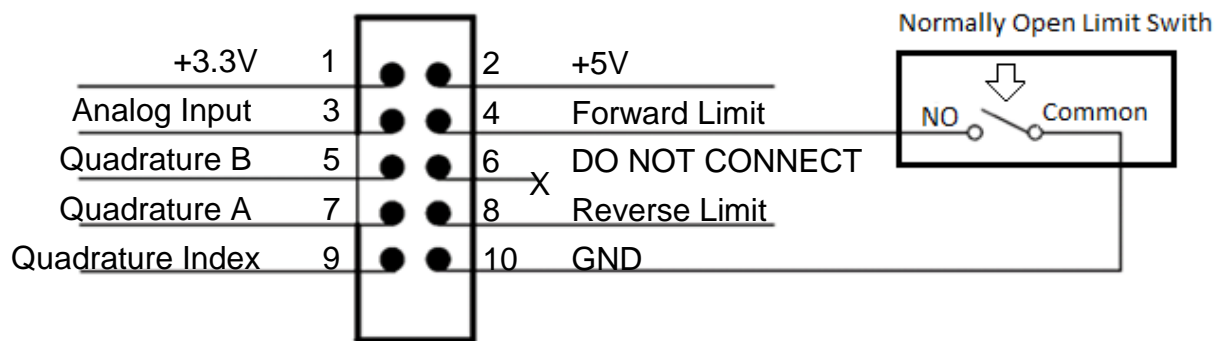 Normally Open Limit Swith
+3.3V 1 2 +5V
Analog Input 3 4 Forward Limit NO Common
Quadrature B 5 6 X DO NOT CONNECT
Quadrature A 7 8 Reverse Limit
Quadrature Index 9 10 GND